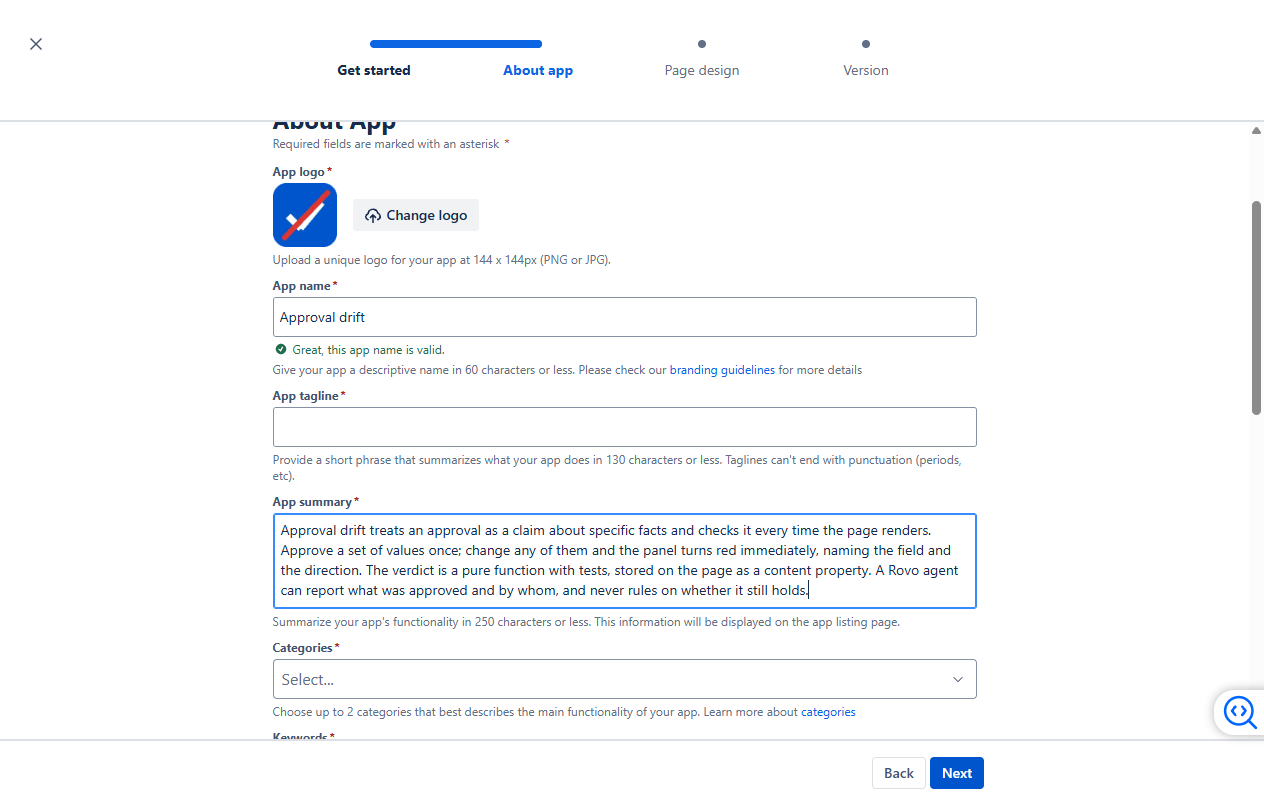 Get started
About app
Page design
Version
About App
Required fields are marked with an asterisk *
App logo *
Change logo
Upload a unique logo for your app at 144 x 144px (PNG or JPG).
App name *
Approval drift
Great, this app name is valid.
Give your app a descriptive name in 60 characters or less. Please check our branding guidelines for more details
App tagline *
Provide a short phrase that summarizes what your app does in 130 characters or less. Taglines can't end with punctuation (periods,
etc).
App summary *
Approval drift treats an approval as a claim about specific facts and checks it every time the page renders.
Approve a set of values once; change any of them and the panel turns red immediately, naming the field and
the direction. The verdict is a pure function with tests, stored on the page as a content property. A Rovo agent
can report what was approved and by whom, and never rules on whether it still holds.
Summarize your app's functionality in 250 characters or less. This information will be displayed on the app listing page.
Categories *
Select...
Choose up to 2 categories that best describes the main functionality of your app. Learn more about categories
Keywords *
Back
Next